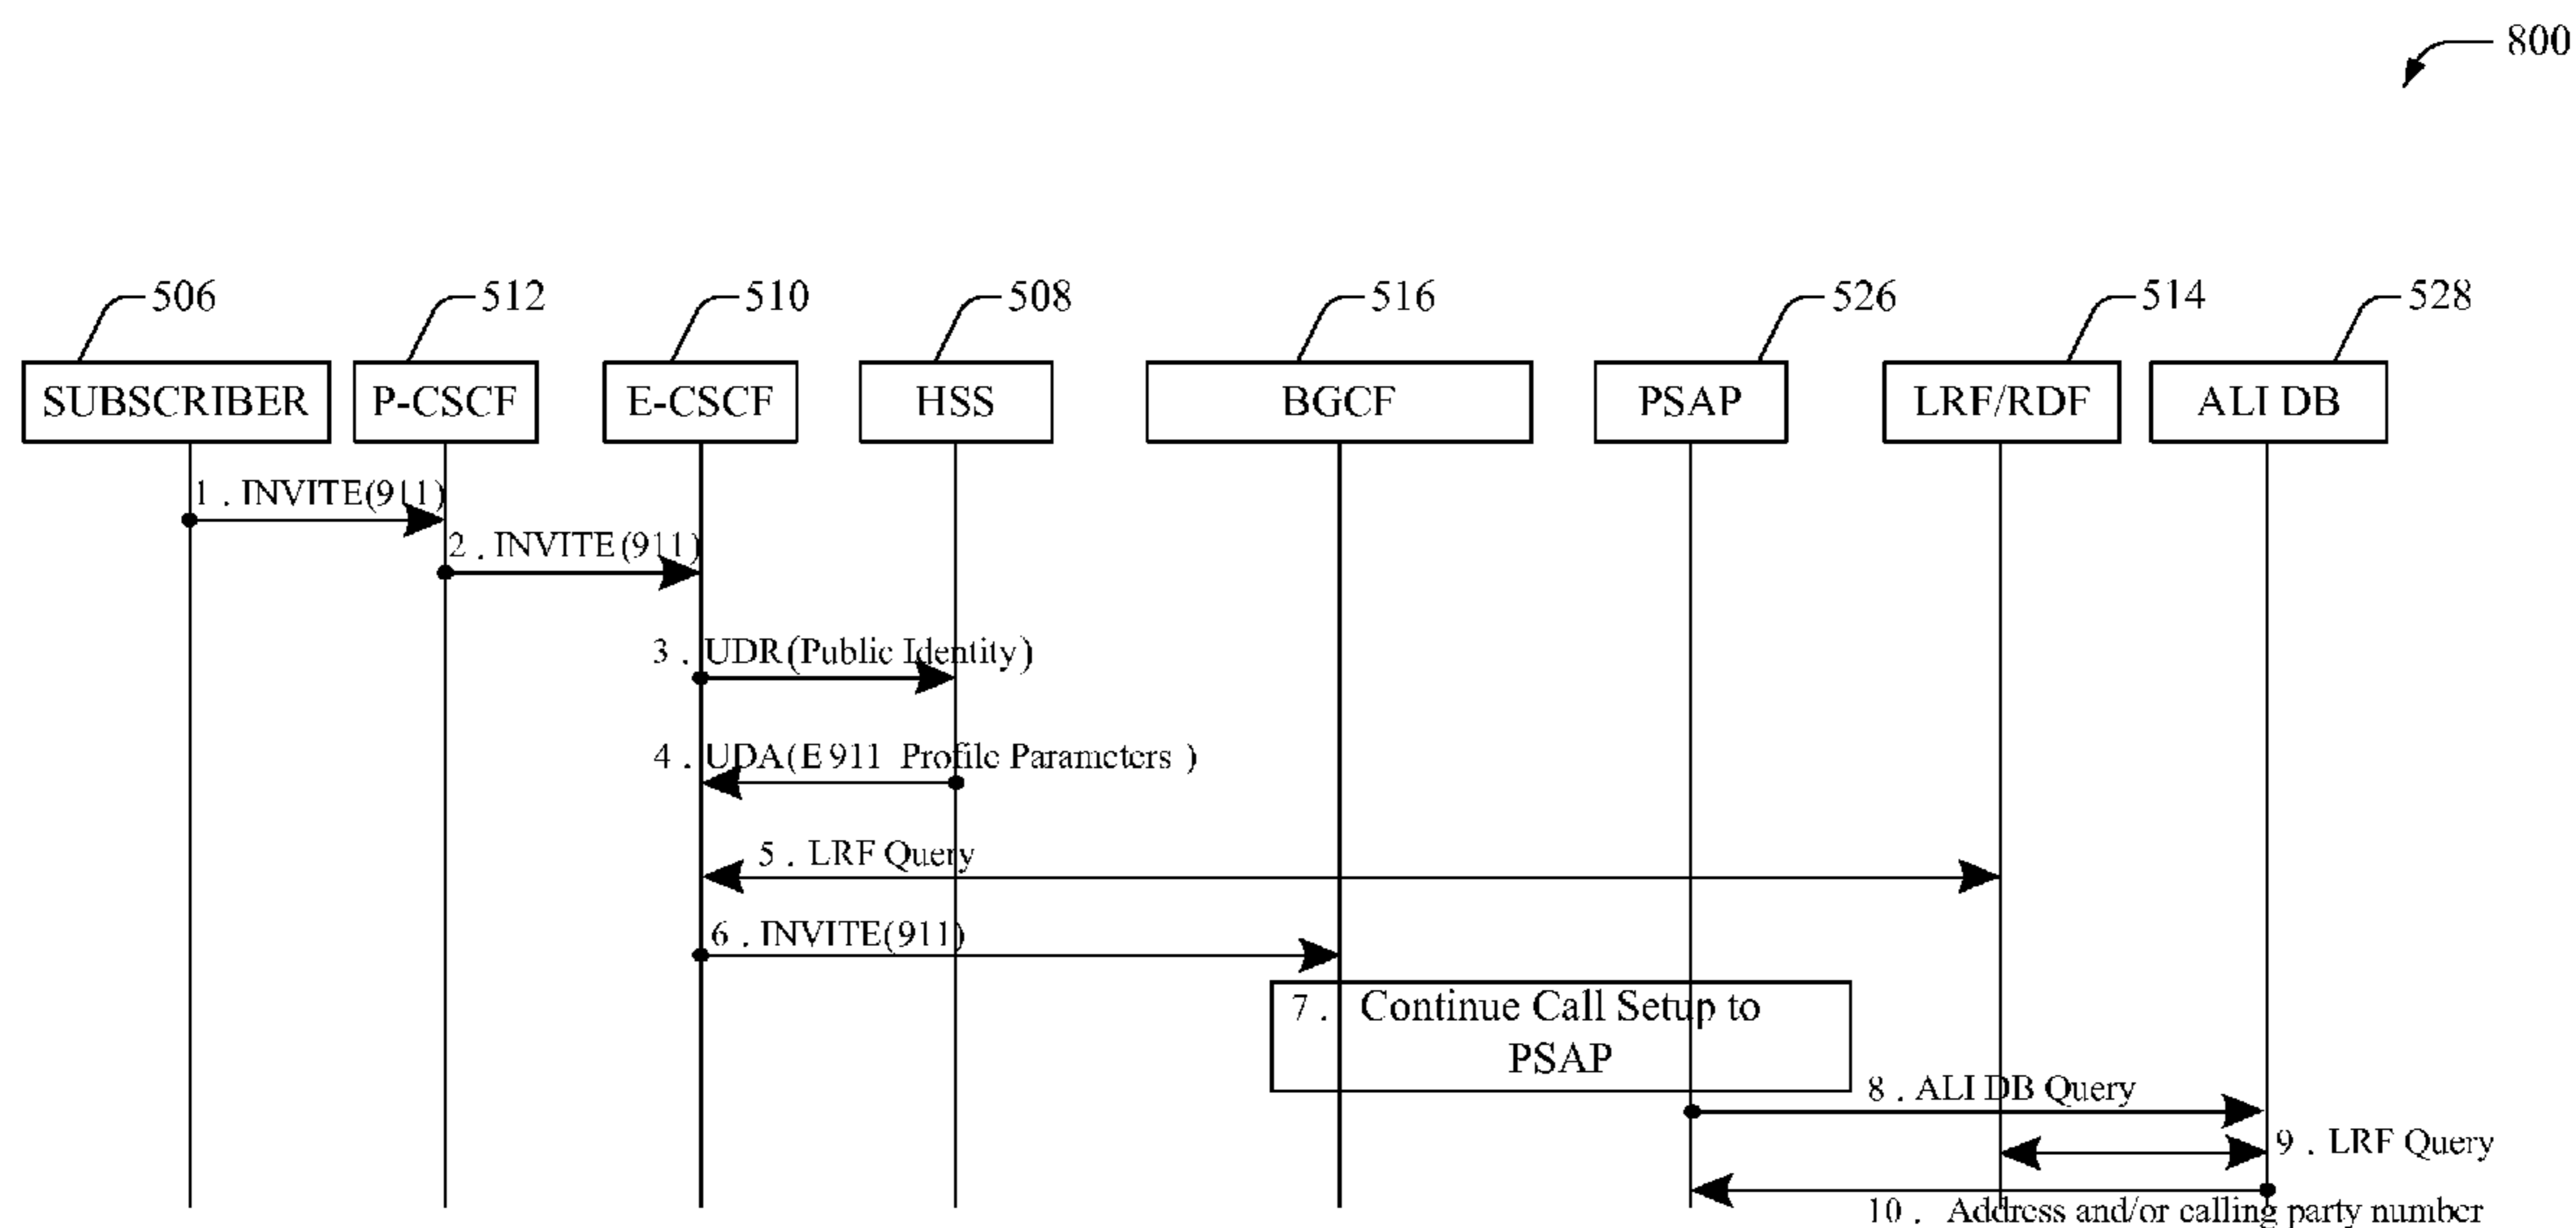 800
506
512
510
508
516
526
514
528
SUBSCRIBER
P-CSCF
E-CSCF
HSS
BGCF
PSAP
LRF/RDF
ALI DB
1. INVITE(911)
2. INVITE(911)
3. UDR(Public Identity)
4. UDA(E911 Profile Parameters)
5. LRF Query
6. INVITE(911)
7. Continue Call Setup to
PSAP
8. ALI DB Query
9. LRF Query
10. Address and/or calling party number